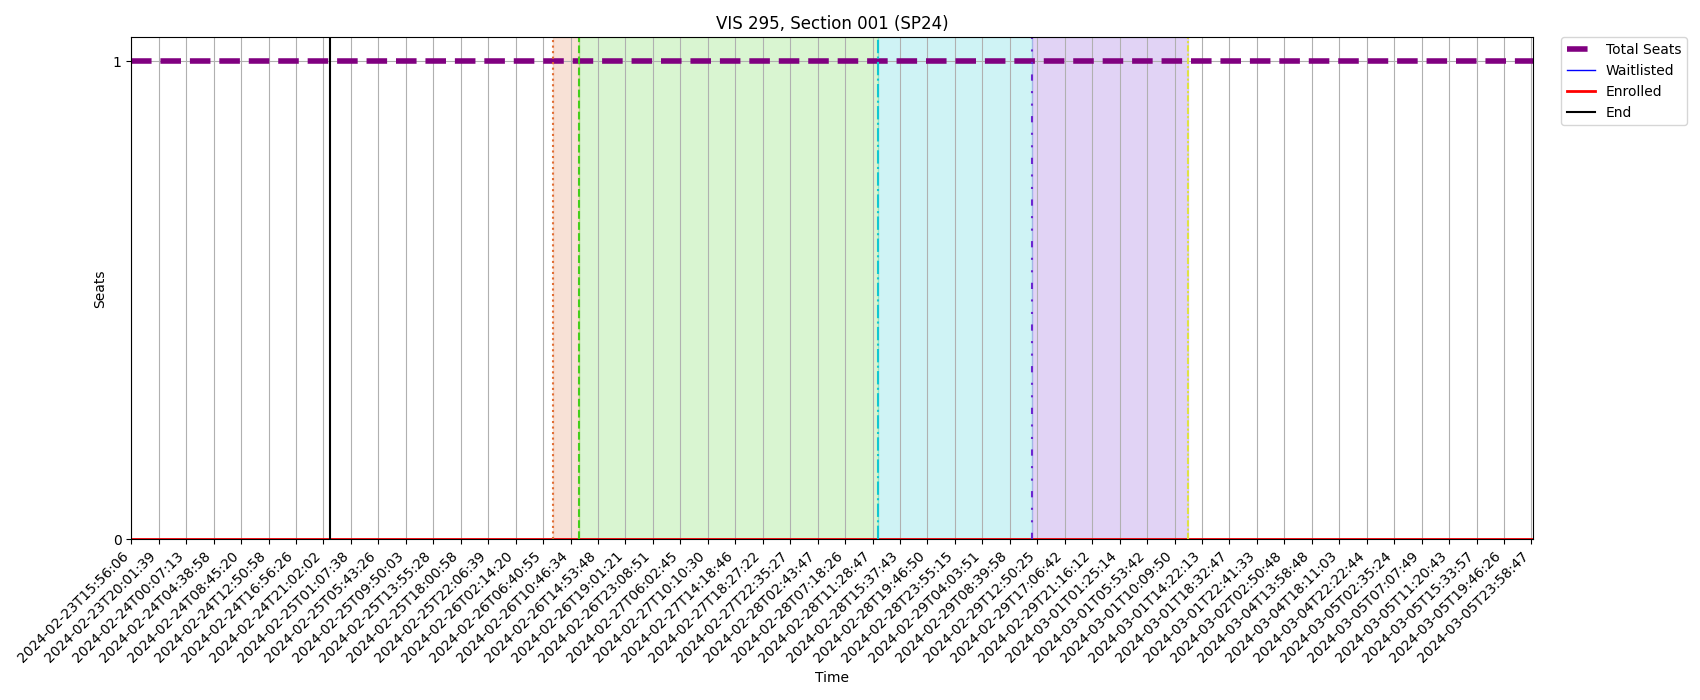 VIS 295, Section 001 (SP24)
Total Seats
Waitlisted
Enrolled
End
1
0
Seats
2024-02-23T15:56:06
2024-02-23T20:01:39
2024-02-24T00:07:13
2024-02-24T04:38:58
2024-02-24T08:45:20
2024-02-24T12:50:58
2024-02-24T16:56:26
2024-02-24T21:02:02
2024-02-25T01:07:38
2024-02-25T05:43:26
2024-02-25T09:50:03
2024-02-25T13:55:28
2024-02-25T18:00:58
2024-02-25T22:06:39
2024-02-26T02:14:20
2024-02-26T06:40:55
2024-02-26T10:46:34
2024-02-26T14:53:48
2024-02-26T19:01:21
2024-02-26T23:08:51
2024-02-27T06:02:45
2024-02-27T10:10:30
2024-02-27T14:18:46
2024-02-27T18:27:22
2024-02-27T22:35:27
2024-02-28T02:43:47
2024-02-28T07:18:26
2024-02-28T11:28:47
2024-02-28T15:37:43
2024-02-28T19:46:50
2024-02-28T23:55:15
2024-02-29T04:03:51
2024-02-29T08:39:58
2024-02-29T12:50:25
2024-02-29T17:06:42
2024-02-29T21:16:12
2024-03-01T01:25:14
2024-03-01T05:53:42
2024-03-01T10:09:50
2024-03-01T14:22:13
2024-03-01T18:32:47
2024-03-01T22:41:33
2024-03-02T02:50:48
2024-03-04T13:58:48
2024-03-04T18:11:03
2024-03-04T22:22:44
2024-03-05T02:35:24
2024-03-05T07:07:49
2024-03-05T11:20:43
2024-03-05T15:33:57
2024-03-05T19:46:26
2024-03-05T23:58:47
Time